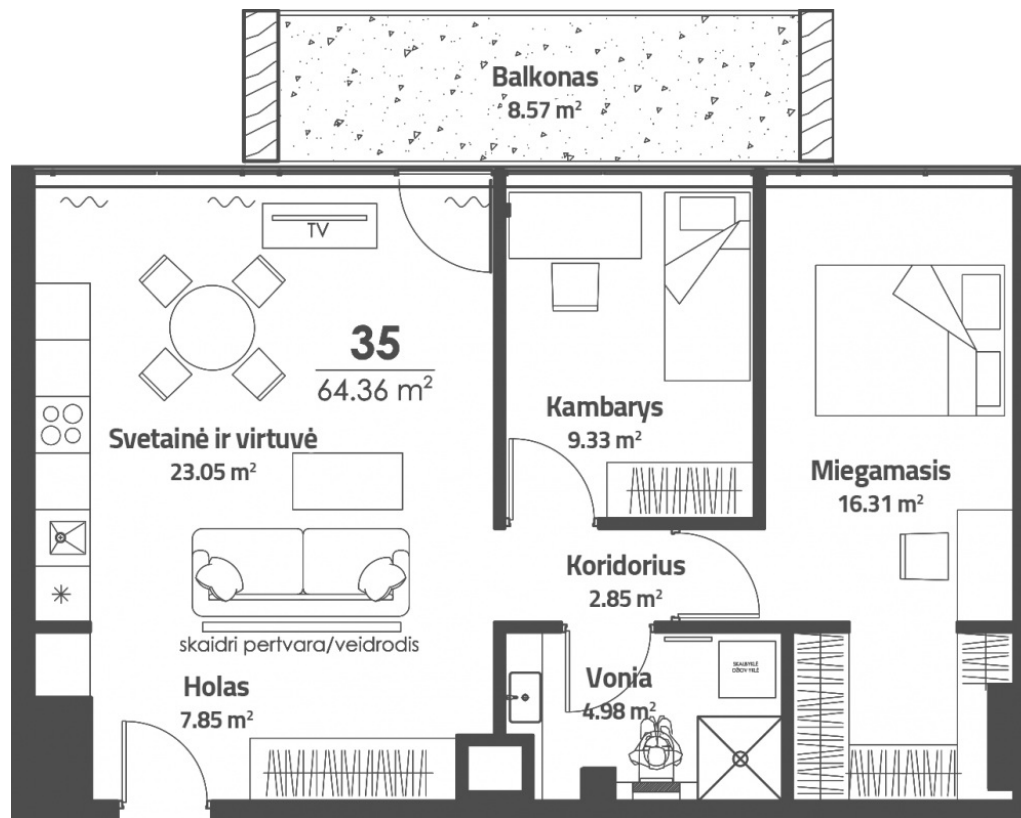 Balkonas
8.57 m²
TV
35
64.36 m²
Kambarys
9.33 m²
Svetainė ir virtuvė
23.05 m²
Miegamasis
16.31 m²
Koridorius
2.85 m²
skaidri pertvara/veidrodis
Holas
7.85 m²
Vonia
4.98 m²